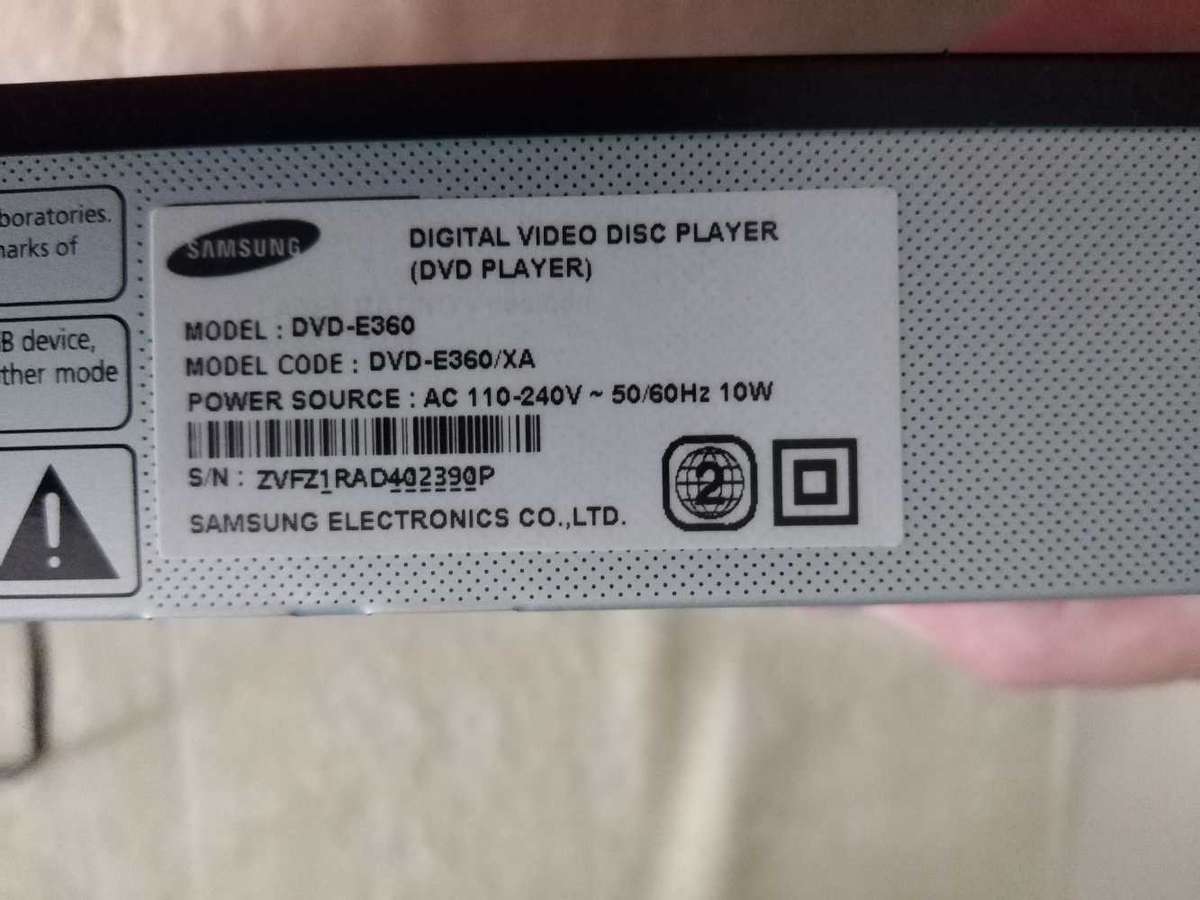 boratories.
arks of
B device,
ther mode
SAMSUNG
DIGITAL VIDEO DISC PLAYER
(DVD PLAYER)
MODEL : DVD-E360
MODEL CODE : DVD-E360/XA
POWER SOURCE : AC 110-240V ~ 50/60Hz 10W
S/N : ZVFZ1RAD402390P
SAMSUNG ELECTRONICS CO.,LTD.
2